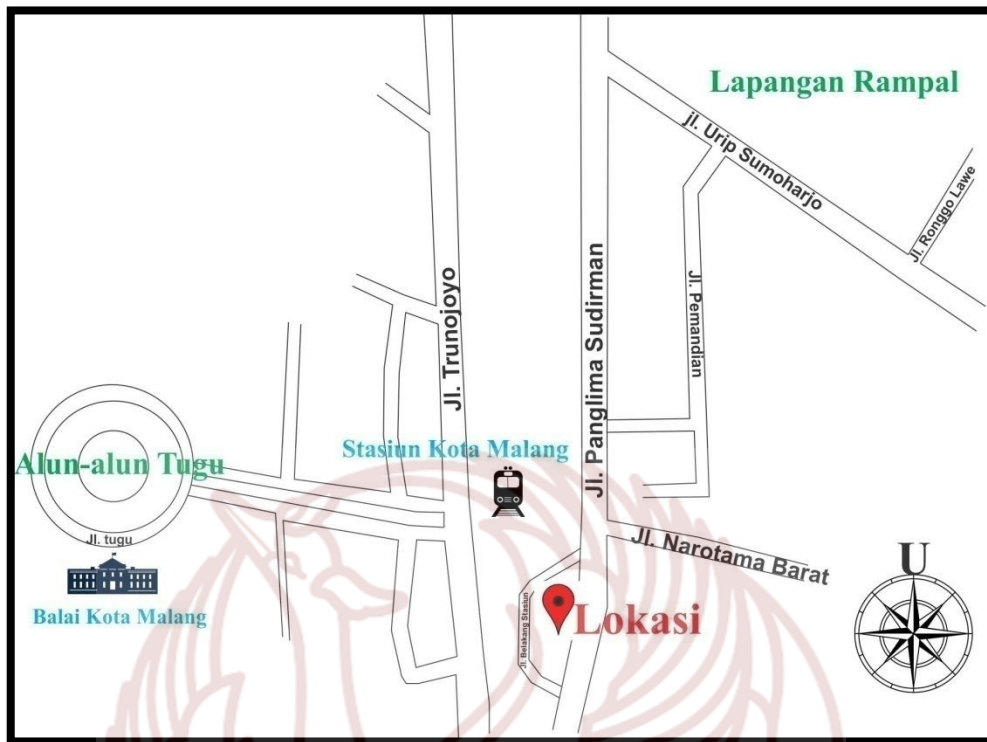 Lapangan Rampal
jl. Urip Sumoharjo
Jl. Ronggo Lawe
Jl. Trunojoyo
Jl. Panglima Sudirman
Jl. Pemandian
Stasiun Kota Malang
Alun-alun Tugu
Jl. tugu
Jl. Narotama Barat
U
Balai Kota Malang
Jl. Belakang Stasiun
Lokasi